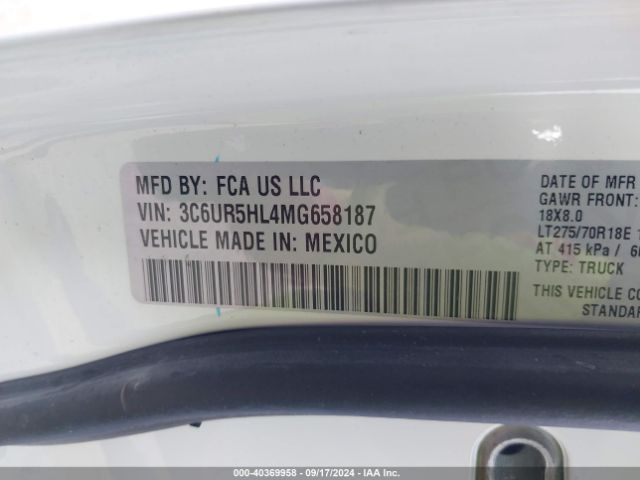 MFD BY: FCA US LLC
VIN: 3C6UR5HL4MG658187
VEHICLE MADE IN: MEXICO
DATE OF MFR
GAWR FRONT:
18X8.0
LT275/70R18E
AT 415 kPa /
TYPE: TRUCK
THIS VEHICLE
STANDAR
000-40369958 - 09/17/2024 - IAA Inc.